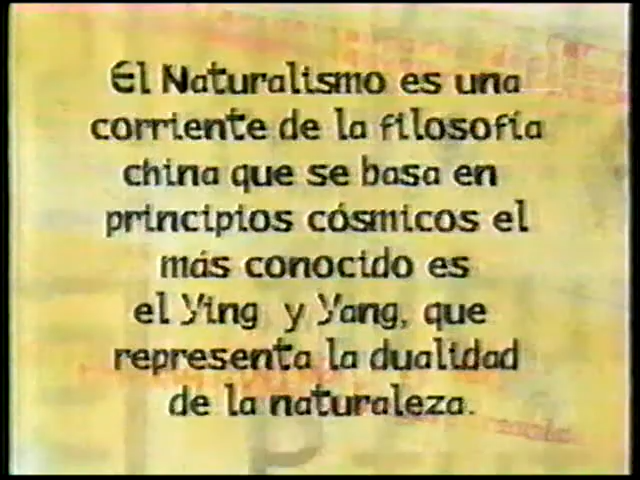 El Naturalismo es una
corriente de la filosofía
china que se basa en
principios cósmicos el
más conocido es
el Ying y Yang, que
representa la dualidad
de la naturaleza.